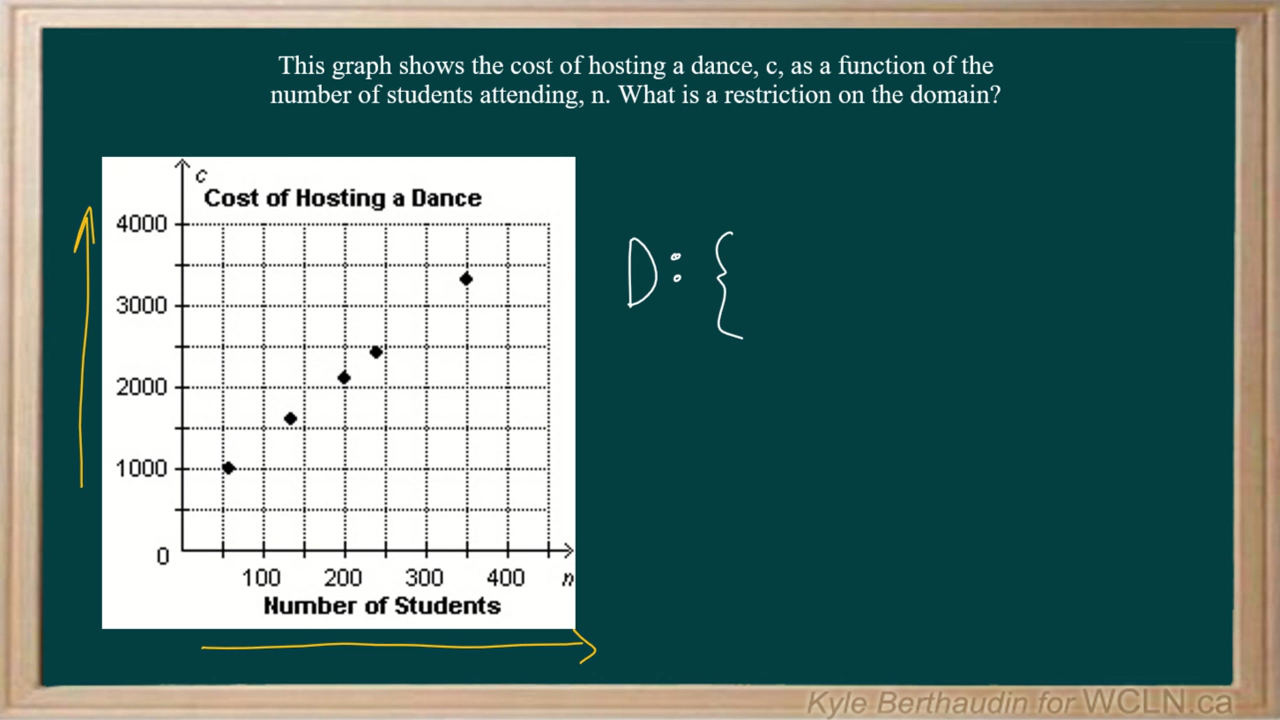 This graph shows the cost of hosting a dance, c, as a function of the
number of students attending, n. What is a restriction on the domain?
c
Cost of Hosting a Dance
4000
3000
2000
1000
0
100 200 300 400 n
Number of Students
D: {
Kyle Berthaudin for WCLN.ca